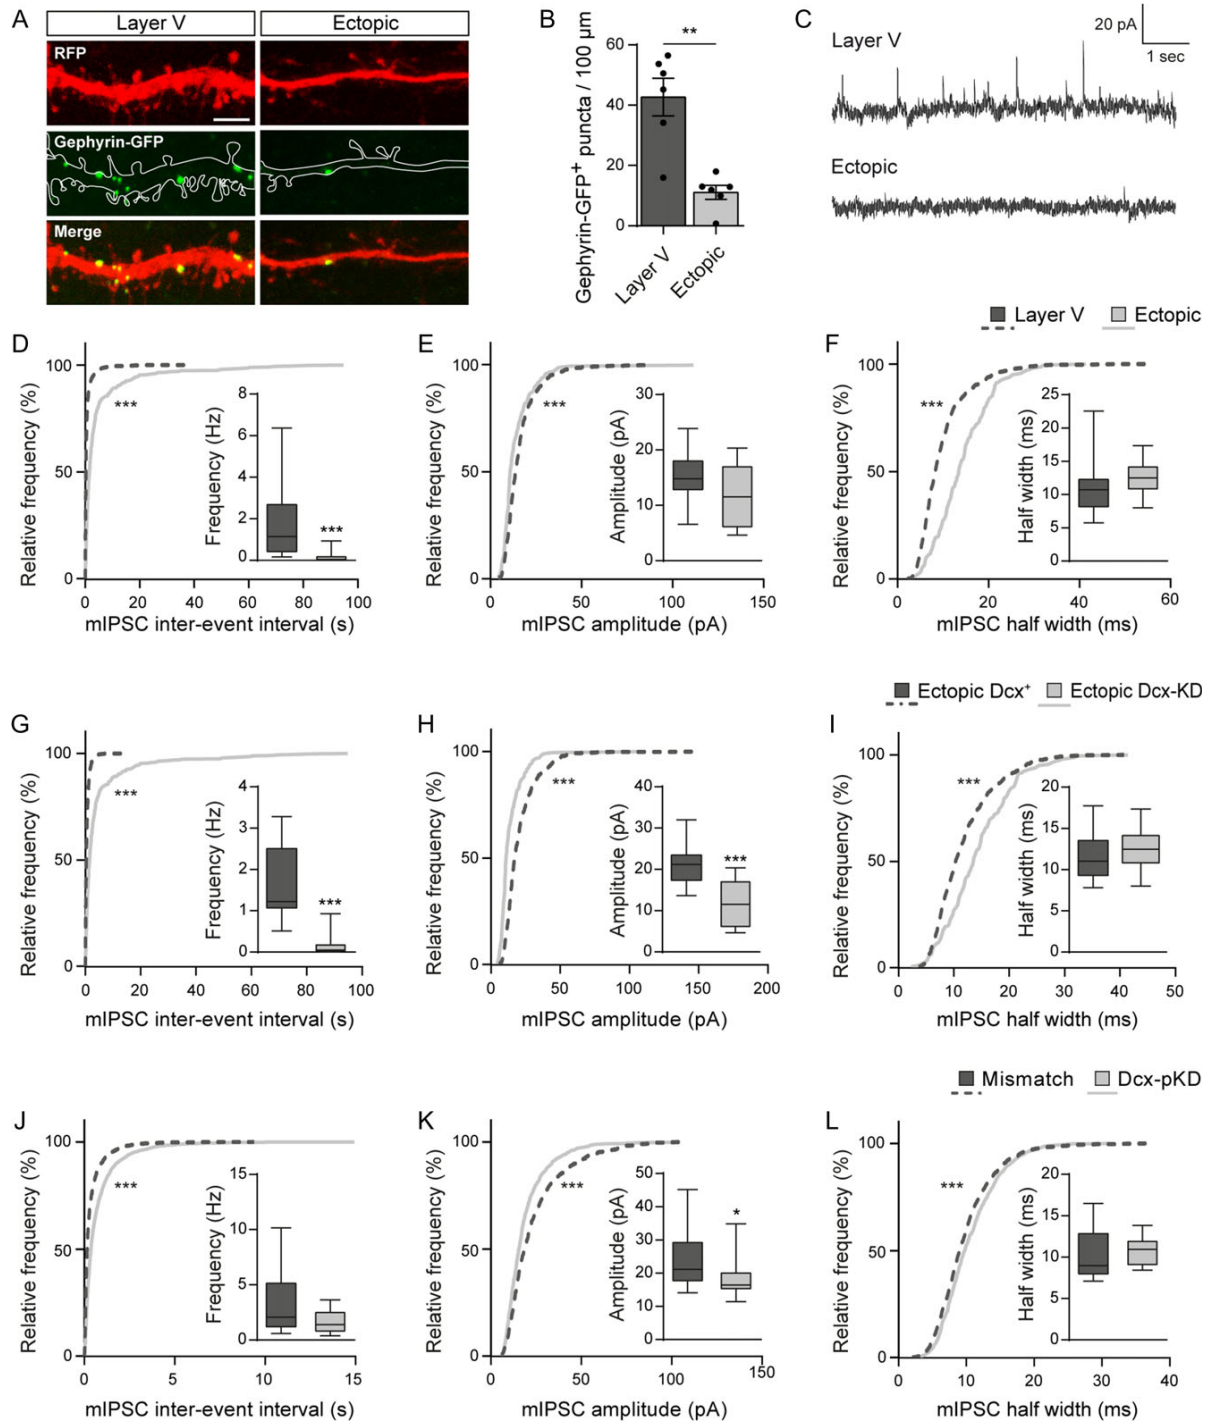 A
Layer V Ectopic
RFP
Gephyrin-GFP
Merge
B
Gephyrin-GFP⁺ puncta / 100 µm
60
40
20
0
**
Layer V
Ectopic
C
20 pA
1 sec
Layer V
Ectopic
Layer V Ectopic
D
Relative frequency (%)
100
50
0
***
0 20 40 60 80 100
mIPSC inter-event interval (s)
Frequency (Hz)
8
6
4
2
0
***
E
Relative frequency (%)
100
50
0
***
0 50 100 150
mIPSC amplitude (pA)
Amplitude (pA)
30
20
10
0
F
Relative frequency (%)
100
50
0
***
0 20 40 60
mIPSC half width (ms)
Half width (ms)
25
20
15
10
5
0
Ectopic Dcx⁺ Ectopic Dcx-KD
G
Relative frequency (%)
100
50
0
***
0 20 40 60 80 100
mIPSC inter-event interval (s)
Frequency (Hz)
4
3
2
1
0
***
H
Relative frequency (%)
100
50
0
***
0 50 100 150 200
mIPSC amplitude (pA)
Amplitude (pA)
40
30
20
10
0
***
I
Relative frequency (%)
100
50
0
***
0 10 20 30 40 50
mIPSC half width (ms)
Half width (ms)
20
15
10
5
0
Mismatch Dcx-pKD
J
Relative frequency (%)
100
50
0
***
0 5 10 15
mIPSC inter-event interval (s)
Frequency (Hz)
15
10
5
0
K
Relative frequency (%)
100
50
0
***
0 50 100 150
mIPSC amplitude (pA)
Amplitude (pA)
50
40
30
20
10
0
*
L
Relative frequency (%)
100
50
0
***
0 10 20 30 40
mIPSC half width (ms)
Half width (ms)
20
15
10
5
0